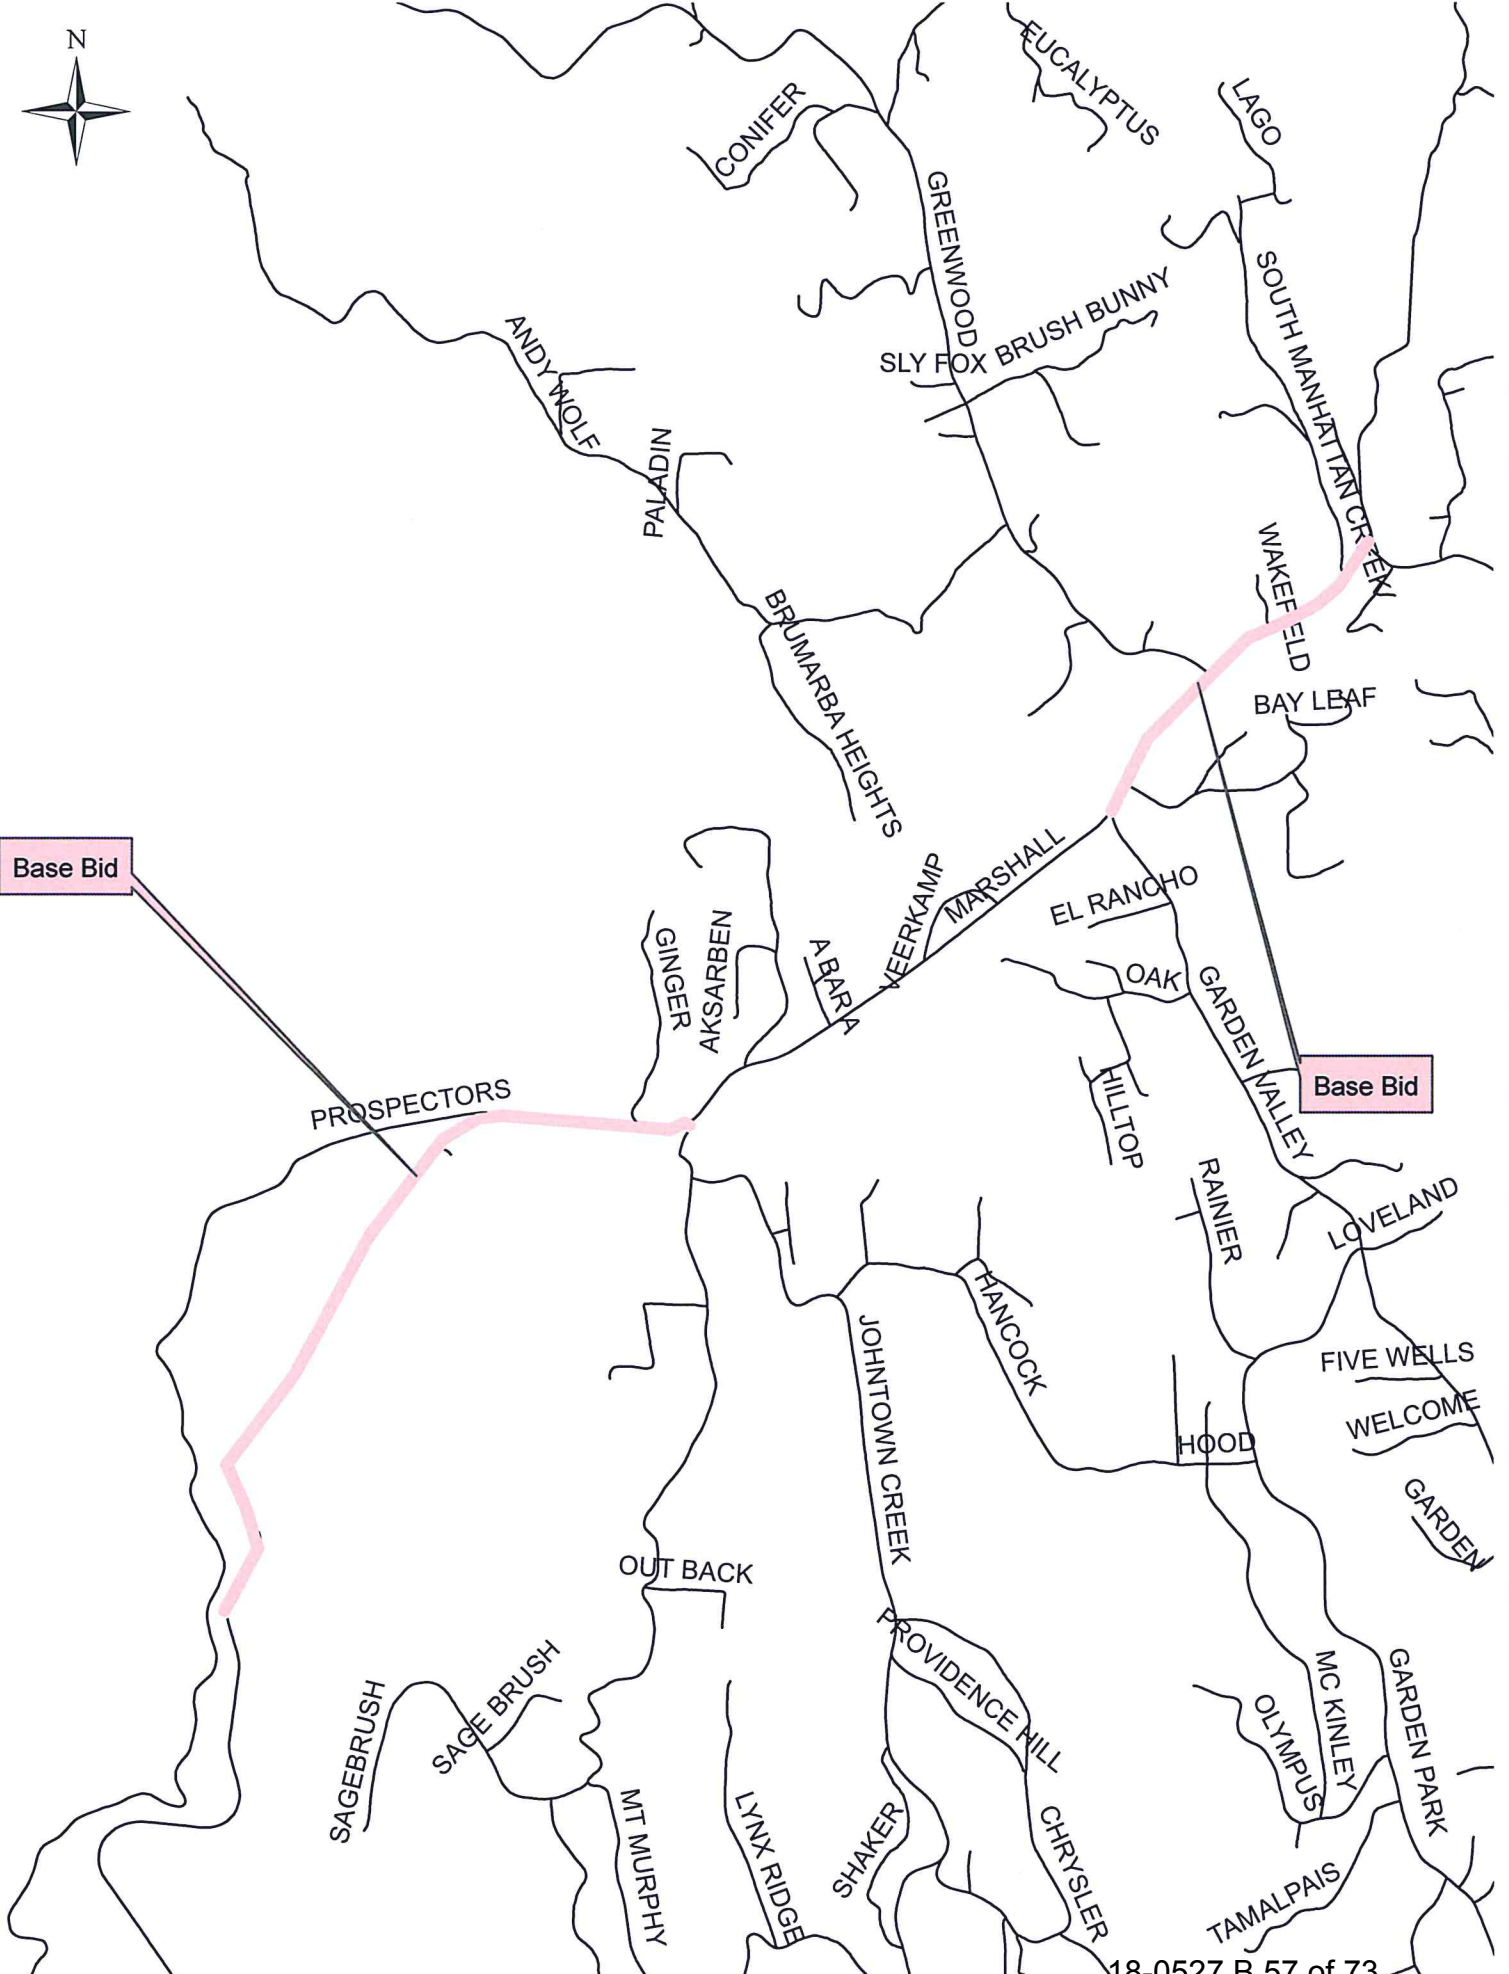 N
EUCALYPTUS
LAGO
CONIFER
GREENWOOD
SOUTH MANHATTAN CREEK
BRUSH BUNNY
SLY FOX
ANDY WOLF
PALADIN
WAKEFIELD
BRUMARBA HEIGHTS
BAY LEAF
MARSHALL
VEERKAMP
Base Bid
EL RANCHO
GINGER
AKSARBEN
ABARA
OAK
GARDEN VALLEY
PROSPECTORS
HILLTOP
Base Bid
RAINIER
LOVELAND
HANCOCK
JOHNTOWN CREEK
FIVE WELLS
WELCOME
HOOD
GARDEN
OUT BACK
PROVIDENCE HILL
SAGE BRUSH
SAGEBRUSH
MC KINLEY
GARDEN PARK
OLYMPUS
MT MURPHY
LYNX RIDGE
SHAKER
CHRYSLER
TAMALPAIS
18-0527 B 57 of 73